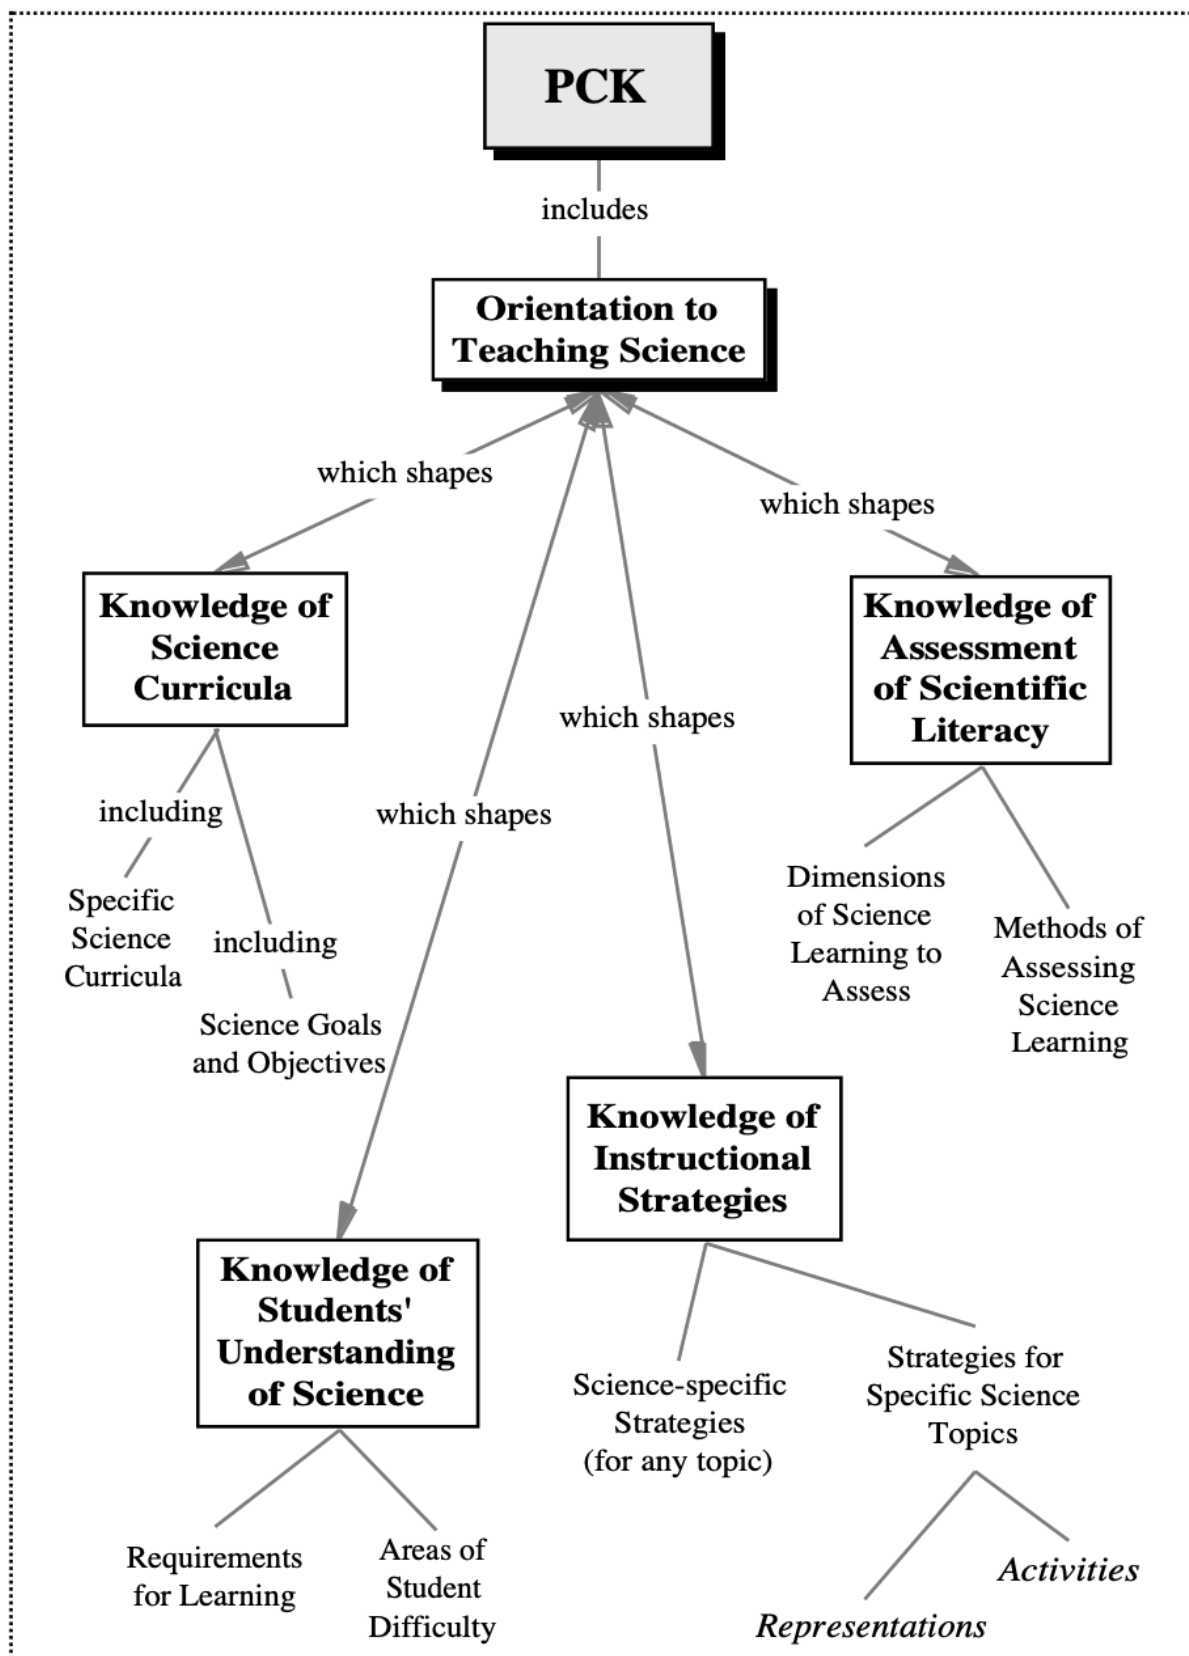 PCK
includes
Orientation to
Teaching Science
which shapes
which shapes
Knowledge of
Science
Curricula
Knowledge of
Assessment
of Scientific
Literacy
which shapes
which shapes
including
Specific
Science
Curricula
including
Science Goals
and Objectives
Dimensions
of Science
Learning to
Assess
Methods of
Assessing
Science
Learning
Knowledge of
Instructional
Strategies
Knowledge of
Students'
Understanding
of Science
Science-specific
Strategies
(for any topic)
Strategies for
Specific Science
Topics
Requirements
for Learning
Areas of
Student
Difficulty
Representations
Activities